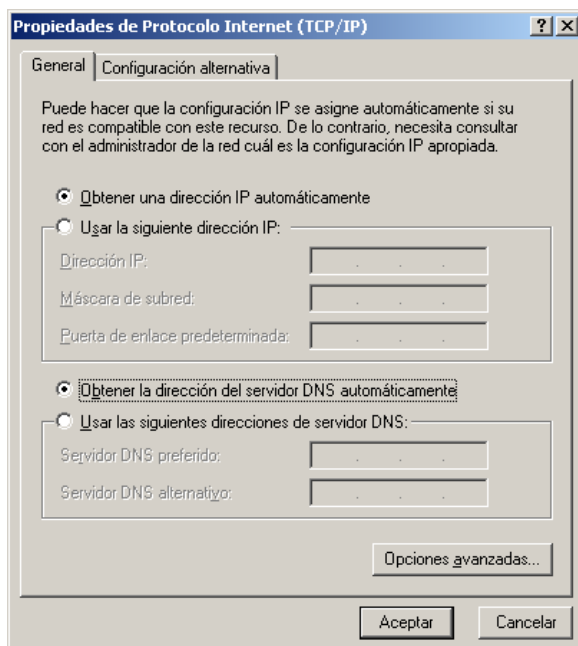 Propiedades de Protocolo Internet (TCP/IP)
General
Configuración alternativa
Puede hacer que la configuración IP se asigne automáticamente si su
red es compatible con este recurso. De lo contrario, necesita consultar
con el administrador de la red cuál es la configuración IP apropiada.
Obtener una dirección IP automáticamente
Usar la siguiente dirección IP:
Dirección IP:
Máscara de subred:
Puerta de enlace predeterminada:
Obtener la dirección del servidor DNS automáticamente
Usar las siguientes direcciones de servidor DNS:
Servidor DNS preferido:
Servidor DNS alternativo:
Opciones avanzadas...
Aceptar
Cancelar